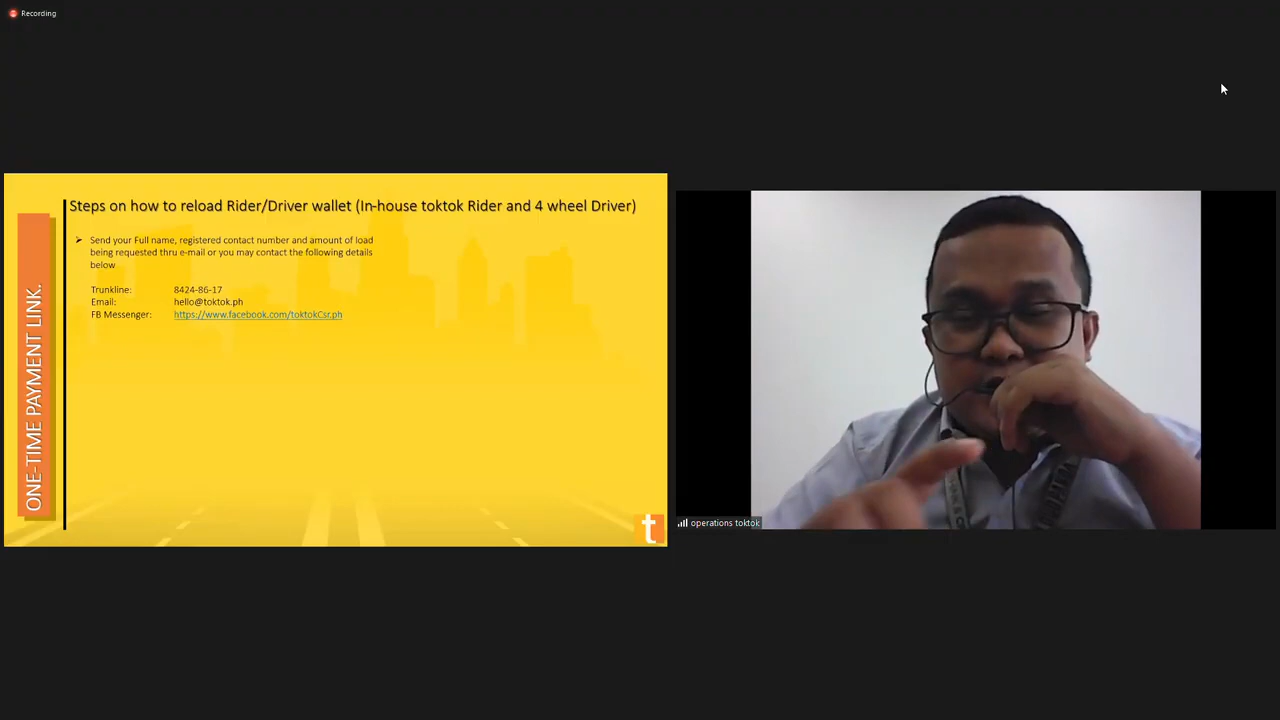 Recording
Steps on how to reload Rider/Driver wallet (In-house toktok Rider and 4 wheel Driver)
Send your Full name, registered contact number and amount of load
being requested thru e-mail or you may contact the following details
below
Trunkline: 8424-86-17
Email: hello@toktok.ph
FB Messenger: https://www.facebook.com/toktokCsr.ph
ONE-TIME PAYMENT LINK.
t
operations toktok